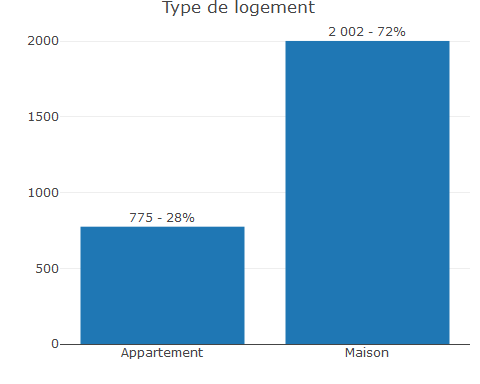 Type de logement
2000
2 002 - 72%
1500
1000
775 - 28%
500
0
Appartement
Maison